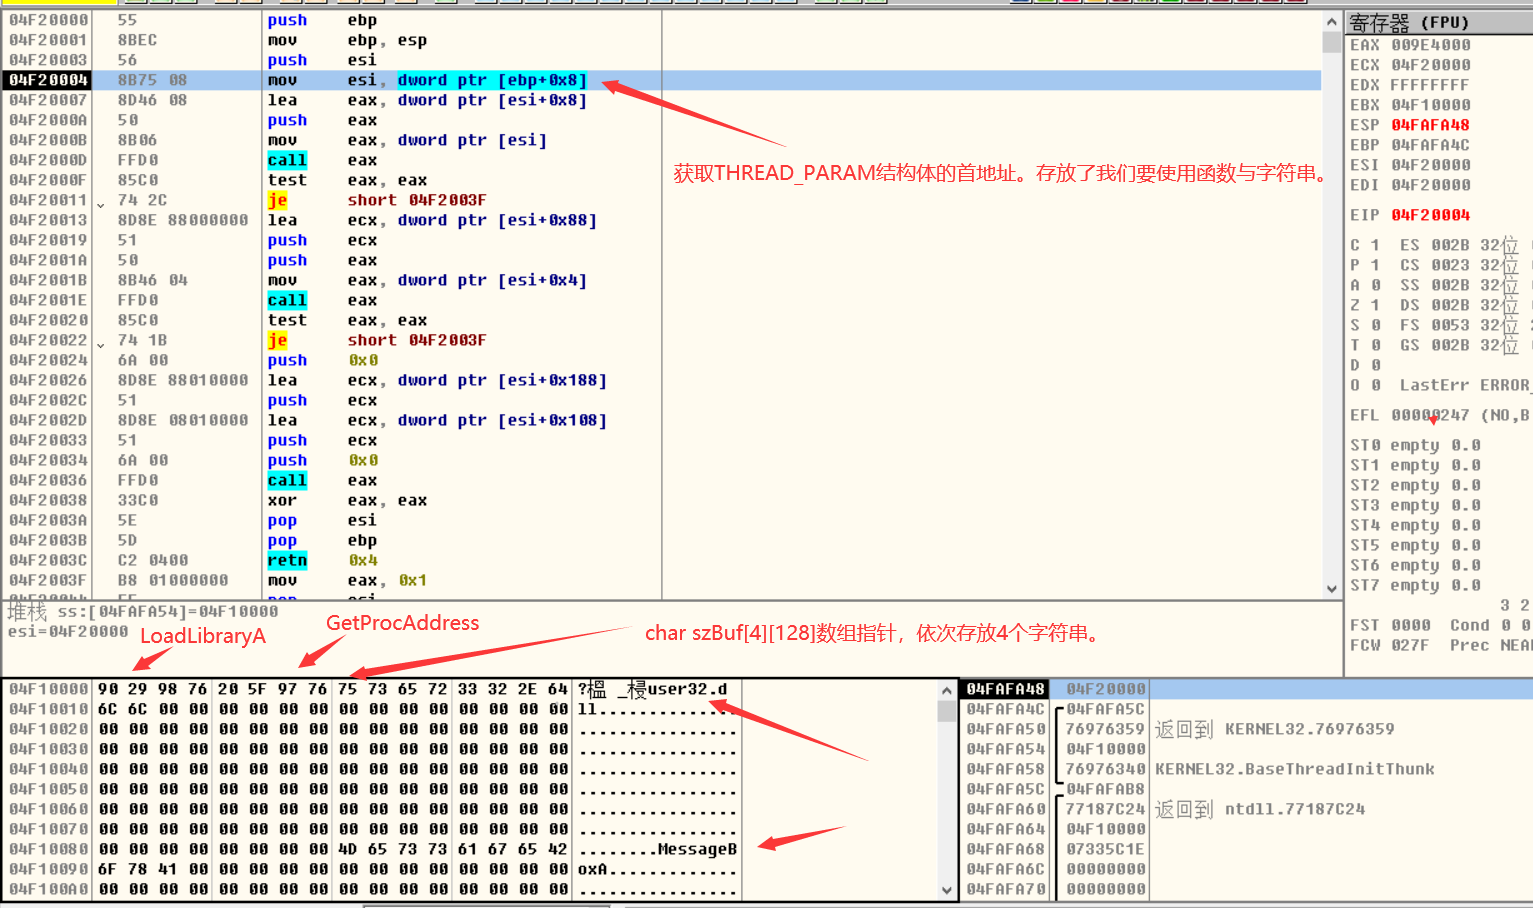 04F20000 55 push ebp
04F20001 8BEC mov ebp, esp
04F20003 56 push esi
04F20004 8B75 08 mov esi, dword ptr [ebp+0x8]
04F20007 8D46 08 lea eax, dword ptr [esi+0x8]
04F2000A 50 push eax
04F2000B 8B06 mov eax, dword ptr [esi]
04F2000D FFD0 call eax
04F2000F 85C0 test eax, eax
04F20011 74 2C je short 04F2003F
04F20013 8D8E 88000000 lea ecx, dword ptr [esi+0x88]
04F20019 51 push ecx
04F2001A 50 push eax
04F2001B 8B46 04 mov eax, dword ptr [esi+0x4]
04F2001E FFD0 call eax
04F20020 85C0 test eax, eax
04F20022 74 1B je short 04F2003F
04F20024 6A 00 push 0x0
04F20026 8D8E 88010000 lea ecx, dword ptr [esi+0x188]
04F2002C 51 push ecx
04F2002D 8D8E 08010000 lea ecx, dword ptr [esi+0x108]
04F20033 51 push ecx
04F20034 6A 00 push 0x0
04F20036 FFD0 call eax
04F20038 33C0 xor eax, eax
04F2003A 5E pop esi
04F2003B 5D pop ebp
04F2003C C2 0400 retn 0x4
04F2003F B8 01000000 mov eax, 0x1
获取THREAD_PARAM结构体的首地址。存放了我们要使用函数与字符串。
寄存器 (FPU)
EAX 009E4000
ECX 04F20000
EDX FFFFFFFF
EBX 04F10000
ESP 04FAFA48
EBP 04FAFA4C
ESI 04F20000
EDI 04F20000
EIP 04F20004
C 1 ES 002B 32位
P 1 CS 0023 32位
A 0 SS 002B 32位
Z 1 DS 002B 32位
S 0 FS 0053 32位
T 0 GS 002B 32位
D 0
O 0 LastErr ERROR_
EFL 00000247 (NO,B
ST0 empty 0.0
ST1 empty 0.0
ST2 empty 0.0
ST3 empty 0.0
ST4 empty 0.0
ST5 empty 0.0
ST6 empty 0.0
ST7 empty 0.0
3 2
FST 0000 Cond 0 0
FCW 027F Prec NEA
堆栈 ss:[04FAFA54]=04F10000
esi=04F20000
LoadLibraryA
GetProcAddress
char szBuf[4][128]数组指针，依次存放4个字符串。
04F10000 90 29 98 76 20 5F 97 76 75 73 65 72 33 32 2E 64 ?榲 _棏user32.d
04F10010 6C 6C 00 00 00 00 00 00 00 00 00 00 00 00 00 00 ll..............
04F10020 00 00 00 00 00 00 00 00 00 00 00 00 00 00 00 00 ................
04F10030 00 00 00 00 00 00 00 00 00 00 00 00 00 00 00 00 ................
04F10040 00 00 00 00 00 00 00 00 00 00 00 00 00 00 00 00 ................
04F10050 00 00 00 00 00 00 00 00 00 00 00 00 00 00 00 00 ................
04F10060 00 00 00 00 00 00 00 00 00 00 00 00 00 00 00 00 ................
04F10070 00 00 00 00 00 00 00 00 00 00 00 00 00 00 00 00 ................
04F10080 00 00 00 00 00 00 00 00 4D 65 73 73 61 67 65 42 ........MessageB
04F10090 6F 78 41 00 00 00 00 00 00 00 00 00 00 00 00 00 oxA.............
04F100A0 00 00 00 00 00 00 00 00 00 00 00 00 00 00 00 00 ................
04FAFA48 04F20000
04FAFA4C 04FAFA5C
04FAFA50 76976359 返回到 KERNEL32.76976359
04FAFA54 04F10000
04FAFA58 76976340 KERNEL32.BaseThreadInitThunk
04FAFA5C 04FAFAB8
04FAFA60 77187C24 返回到 ntdll.77187C24
04FAFA64 04F10000
04FAFA68 07335C1E
04FAFA6C 00000000
04FAFA70 00000000